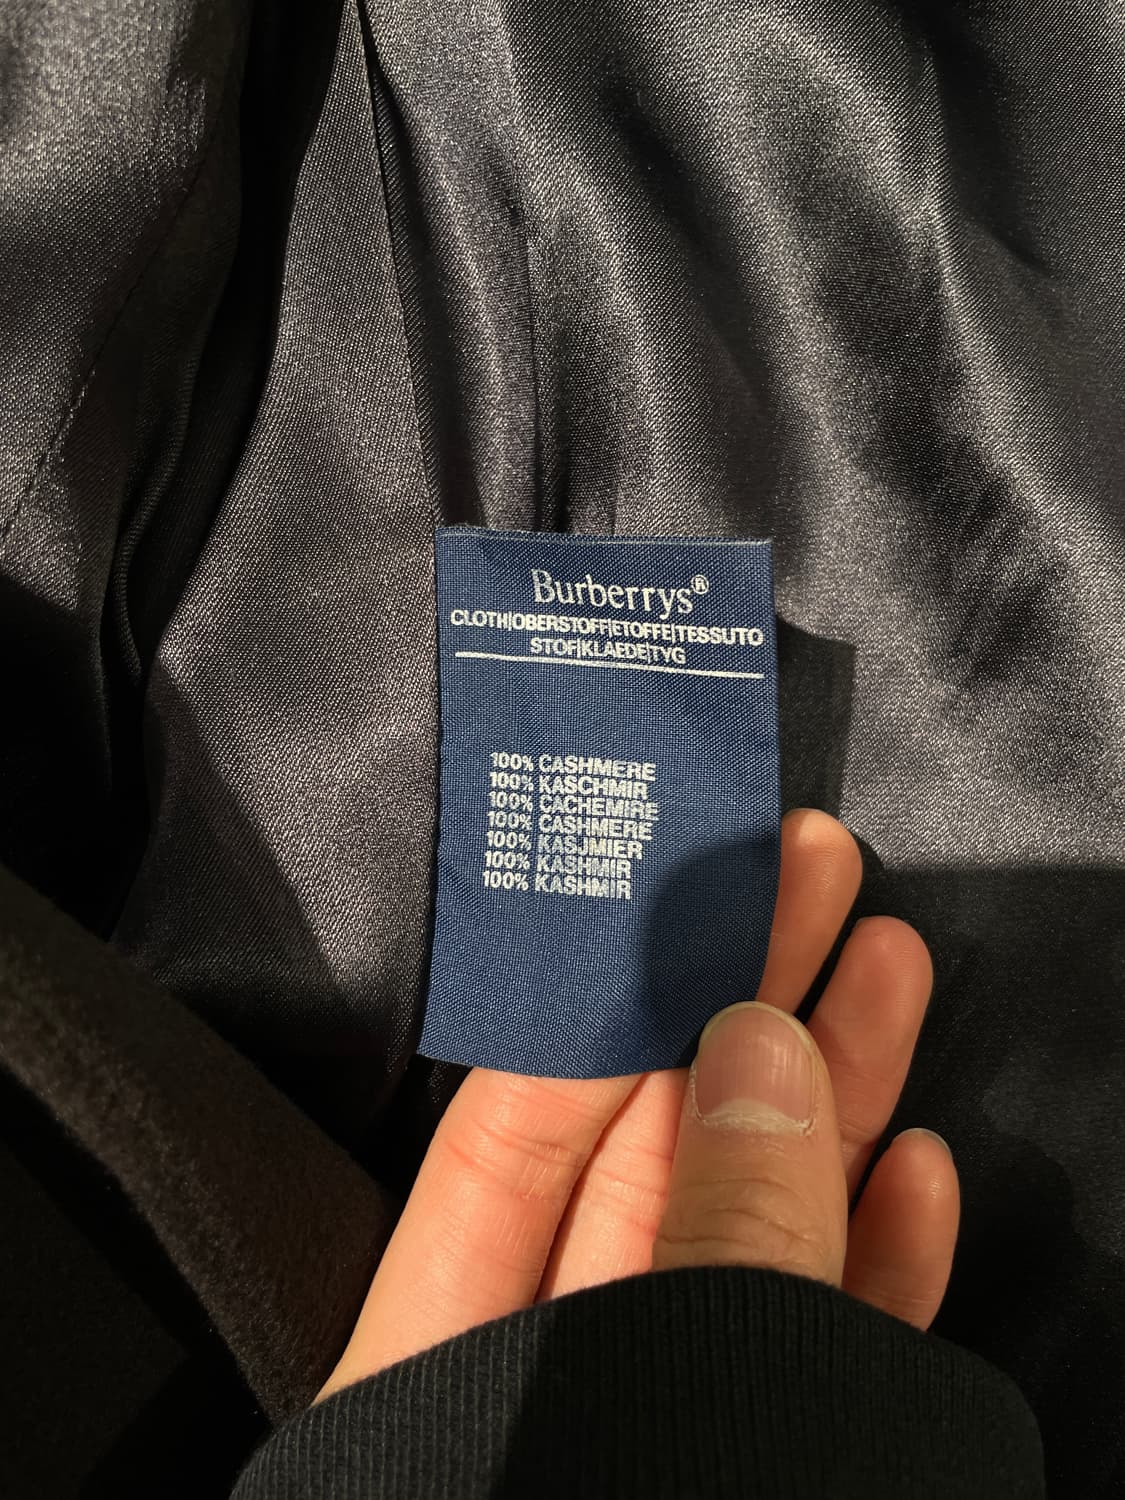 Burberrys®
CLOTH|OBERSTOFF|ETOFFE|TESSUTO
STOF|KLAEDE|TYG
100% CASHMERE
100% KASCHMIR
100% CACHEMIRE
100% CASHMERE
100% KASJMIER
100% KASHMIR
100% KASHMIR